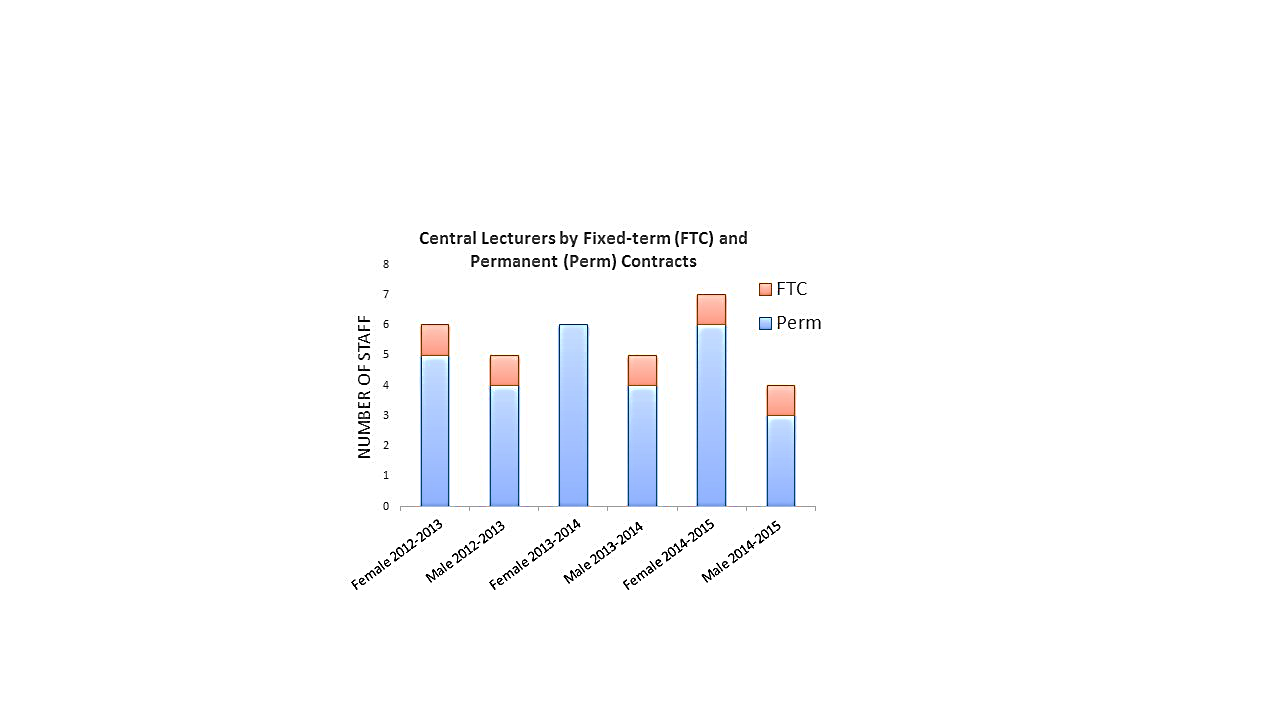 Central Lecturers by Fixed-term (FTC) and
Permanent (Perm) Contracts
8
7
6
5
4
3
2
1
0
NUMBER OF STAFF
FTC
Perm
Female 2012-2013
Male 2012-2013
Female 2013-2014
Male 2013-2014
Female 2014-2015
Male 2014-2015